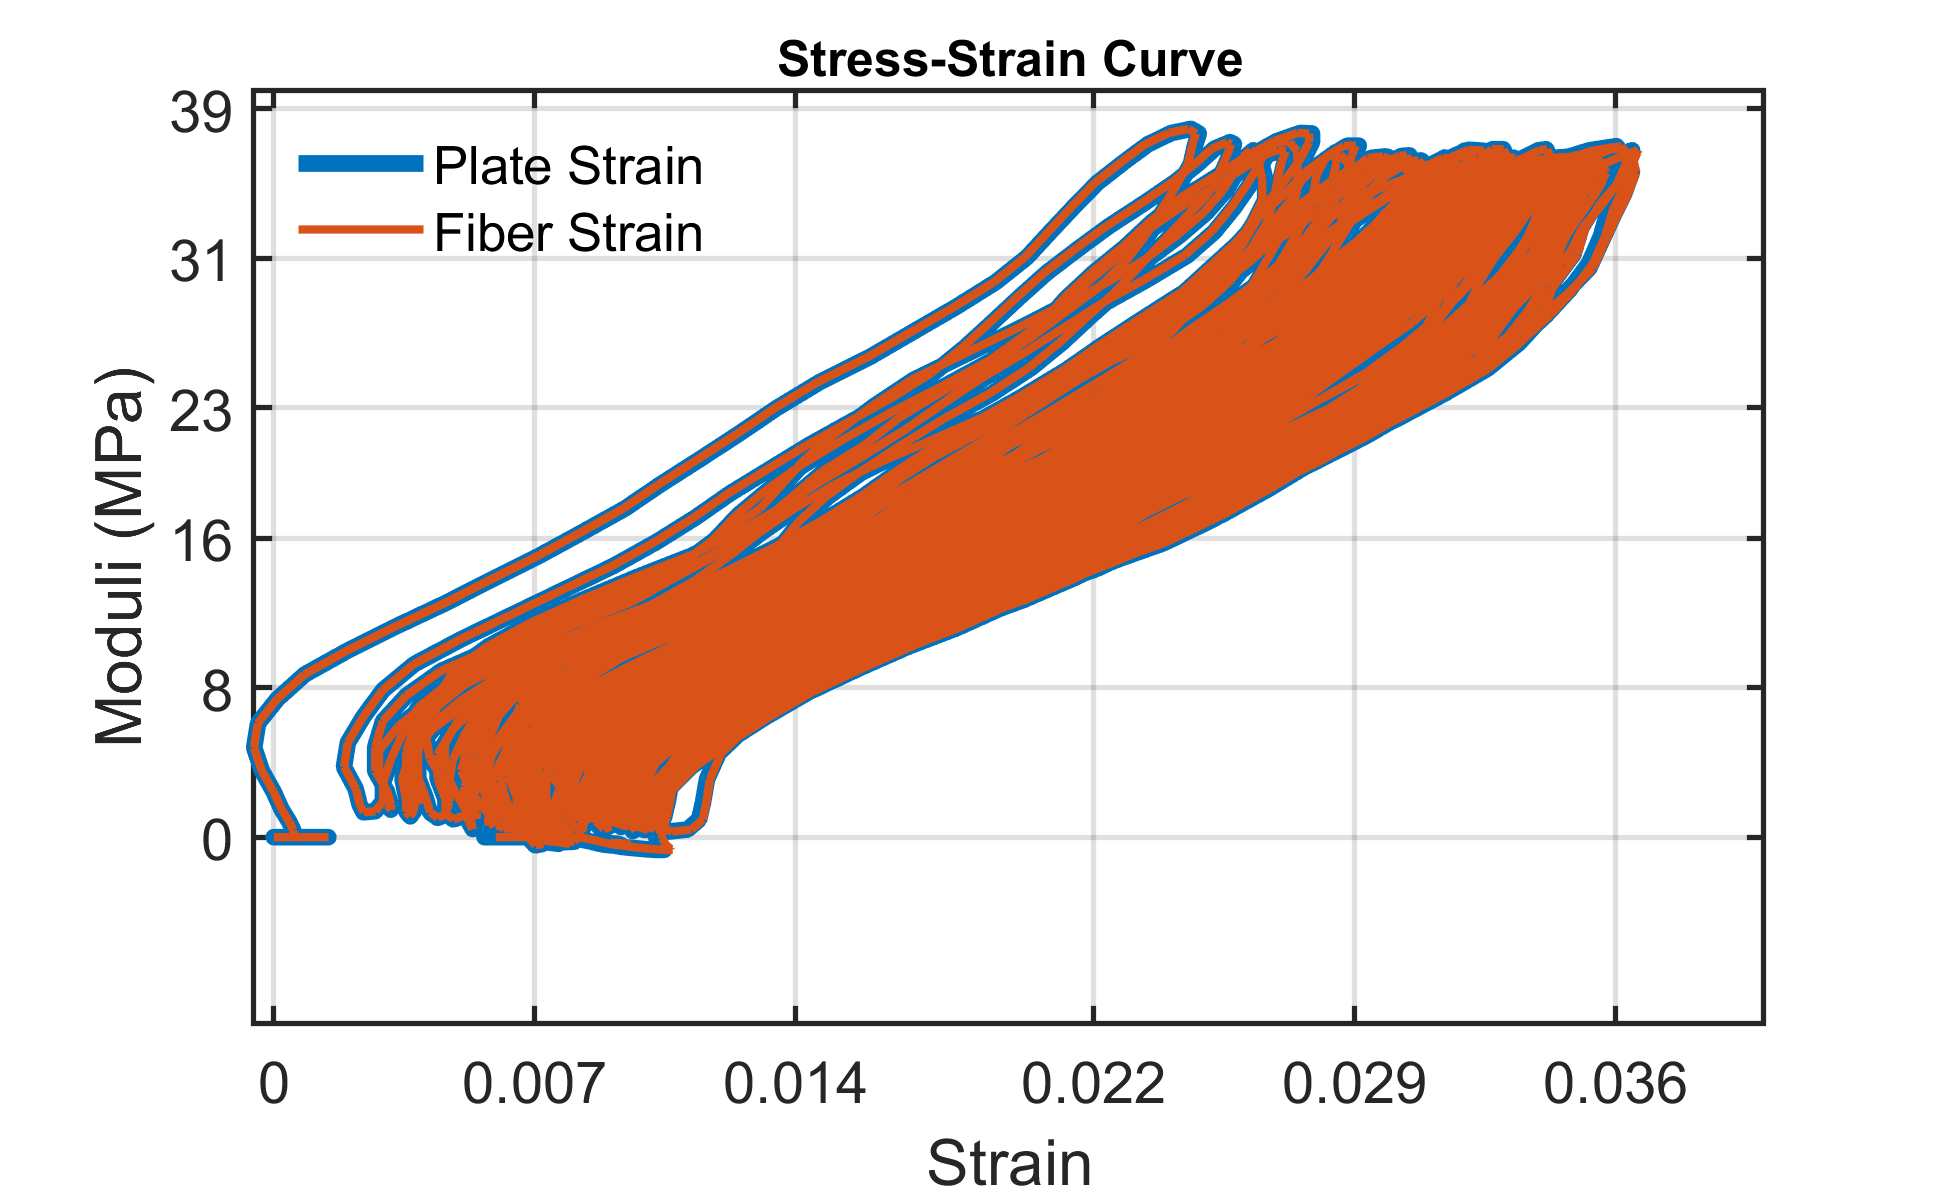 Stress-Strain Curve
39
31
23
16
8
0
Moduli (MPa)
Plate Strain
Fiber Strain
0
0.007
0.014
0.022
0.029
0.036
Strain